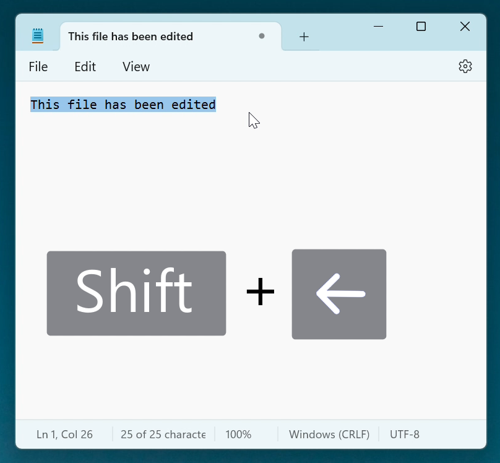 This file has been edited
File Edit View
This file has been edited
Shift + ←
Ln 1, Col 26 25 of 25 characte 100% Windows (CRLF) UTF-8